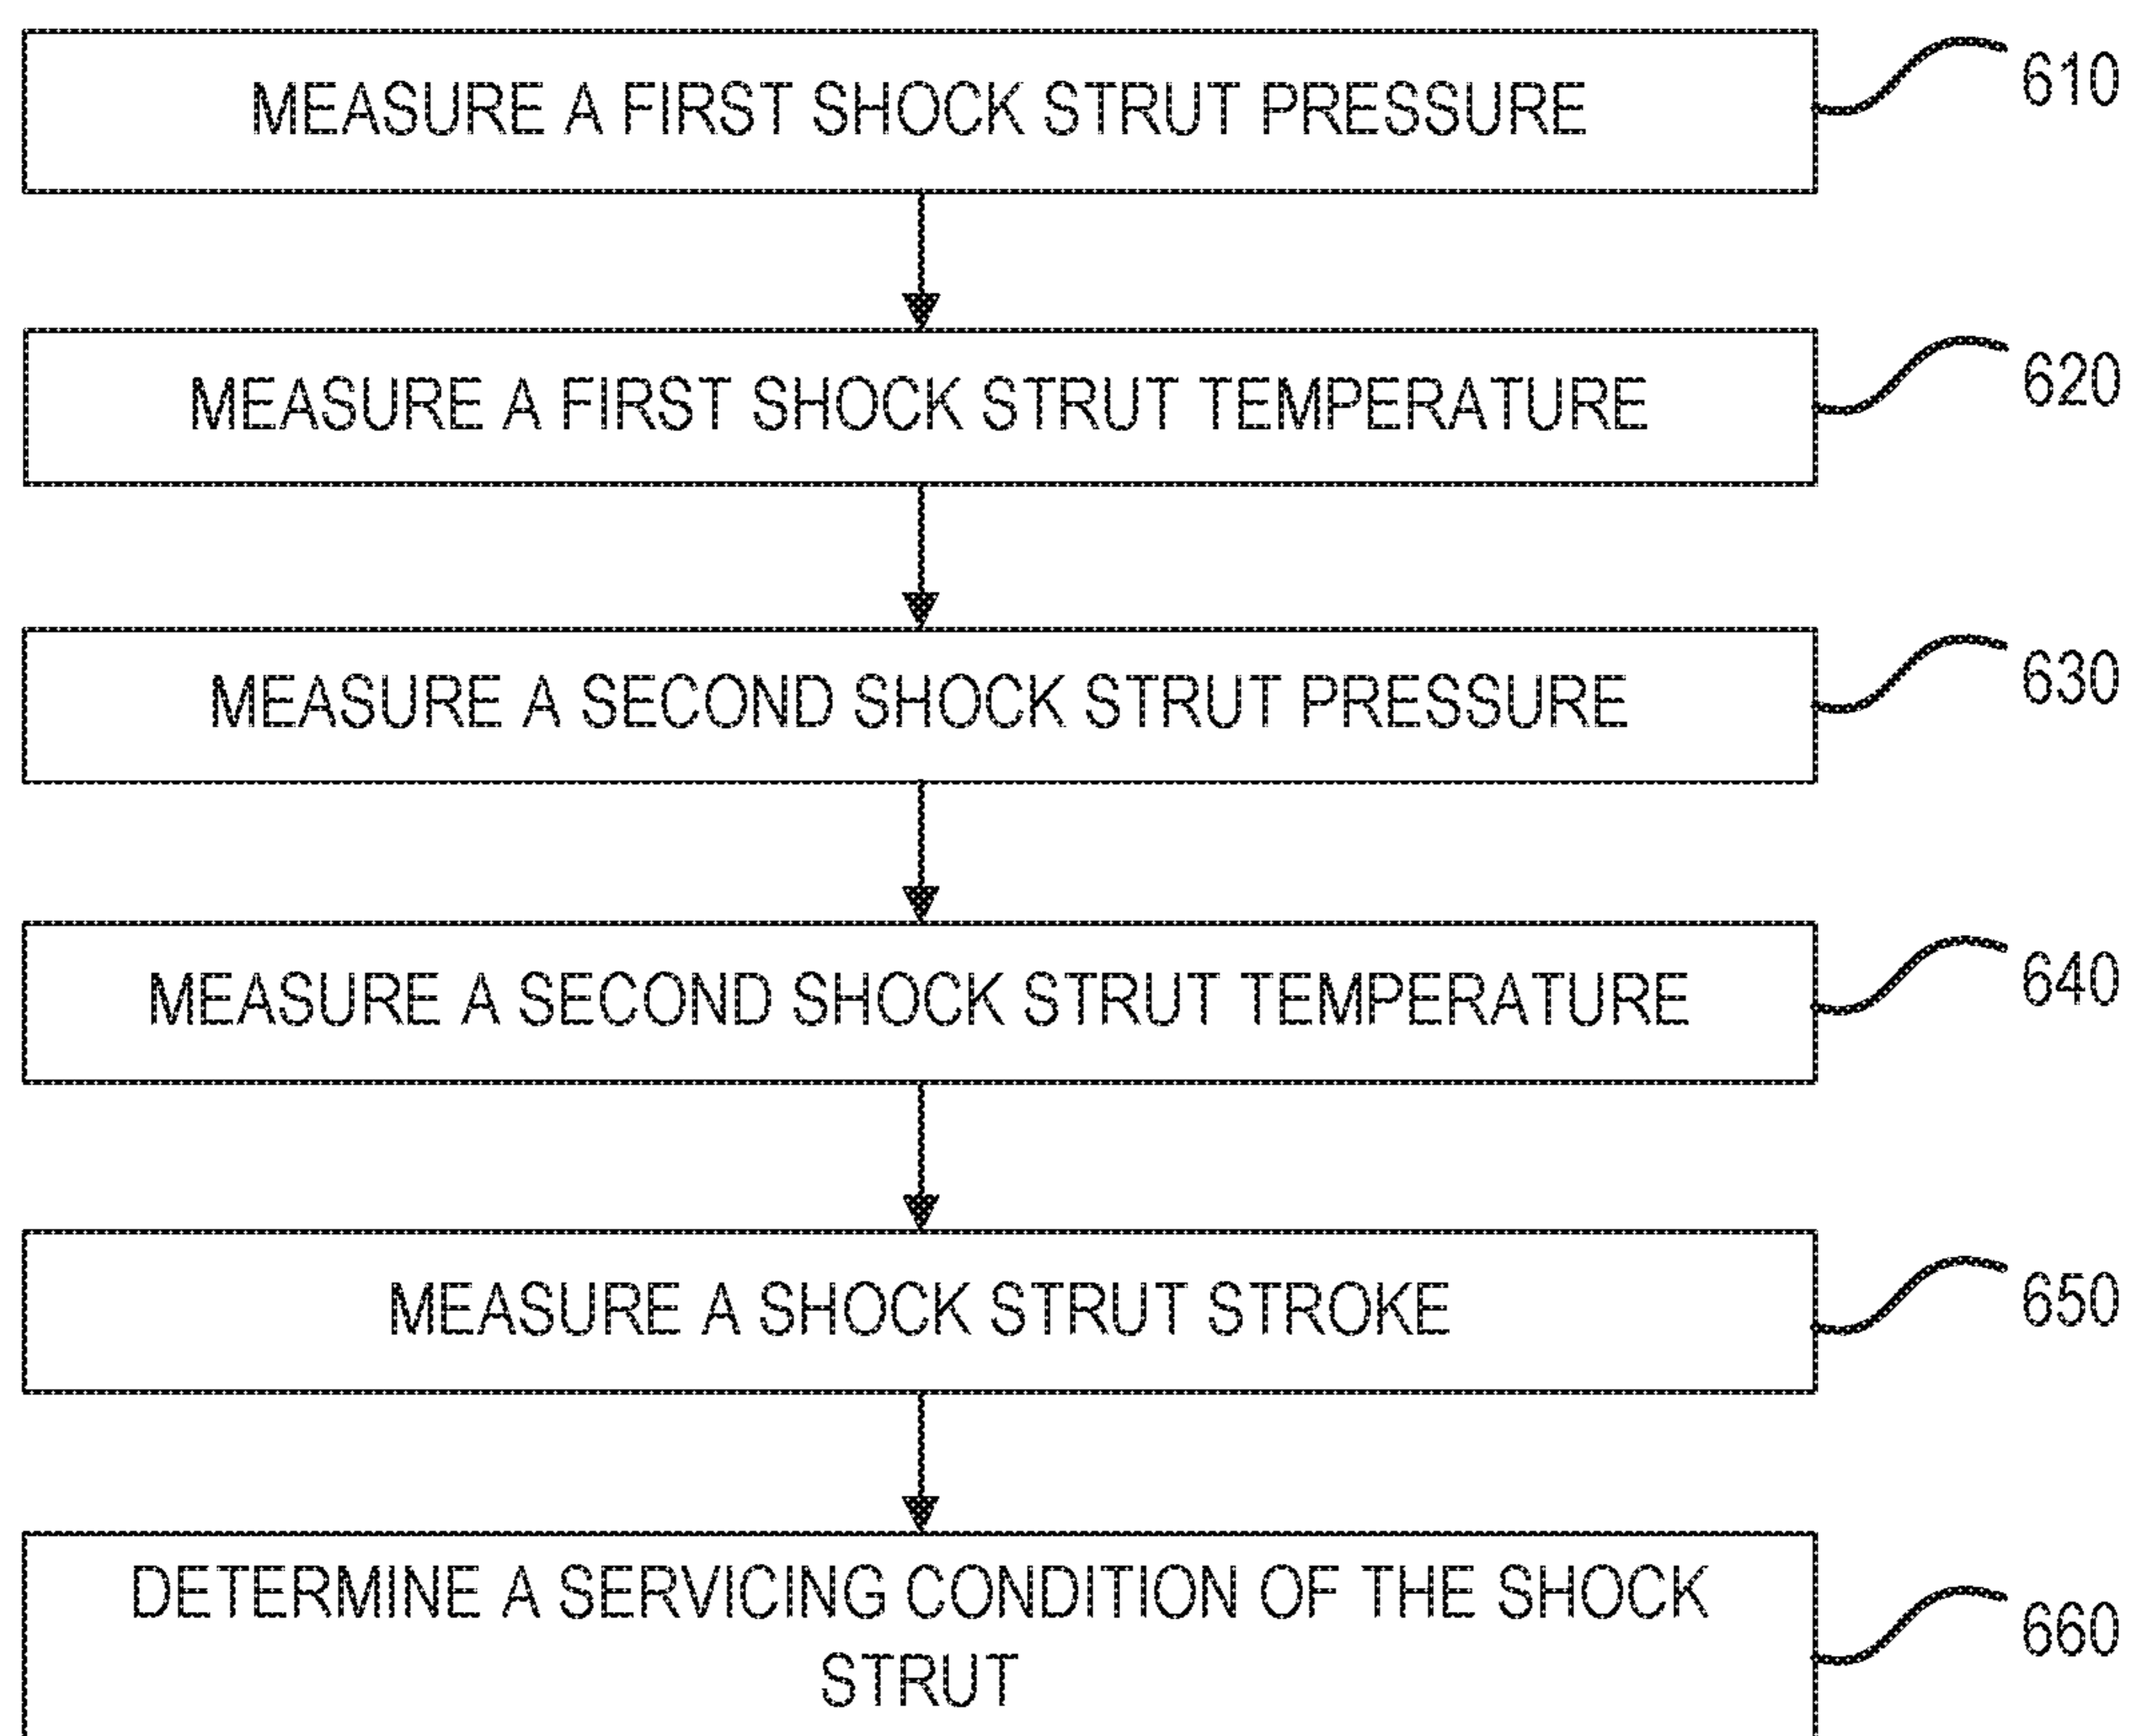 MEASURE A FIRST SHOCK STRUT PRESSURE
610
MEASURE A FIRST SHOCK STRUT TEMPERATURE
620
MEASURE A SECOND SHOCK STRUT PRESSURE
630
MEASURE A SECOND SHOCK STRUT TEMPERATURE
640
MEASURE A SHOCK STRUT STROKE
650
DETERMINE A SERVICING CONDITION OF THE SHOCK
STRUT
660